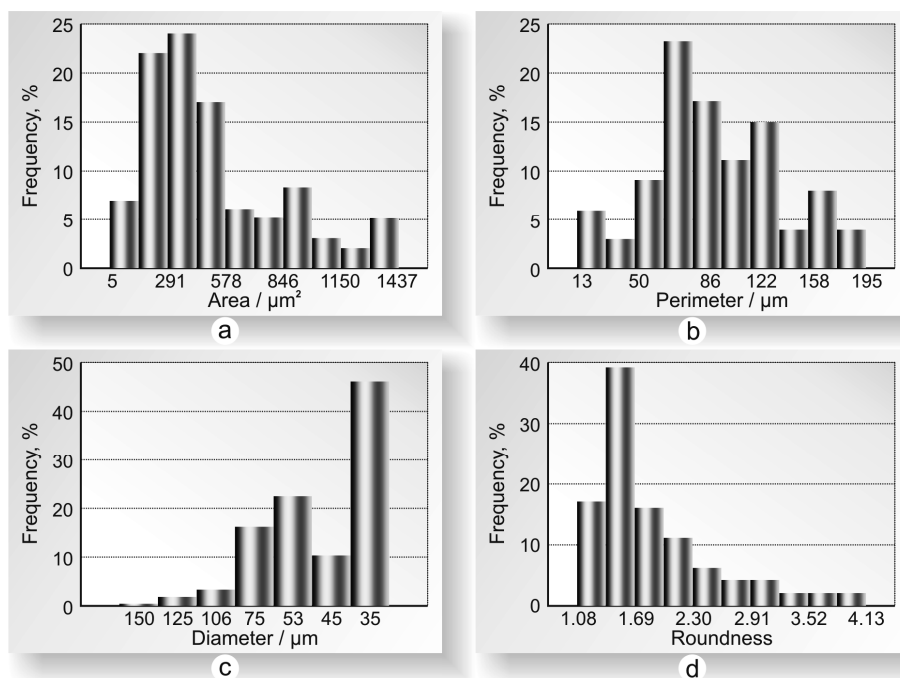 25
20
15
10
5
0
Frequency, %
5 291 578 846 1150 1437
Area / µm²
a
25
20
15
10
5
0
Frequency, %
13 50 86 122 158 195
Perimeter / µm
b
50
40
30
20
10
0
Frequency, %
150 125 106 75 53 45 35
Diameter / µm
c
40
30
20
10
0
Frequency, %
1.08 1.69 2.30 2.91 3.52 4.13
Roundness
d